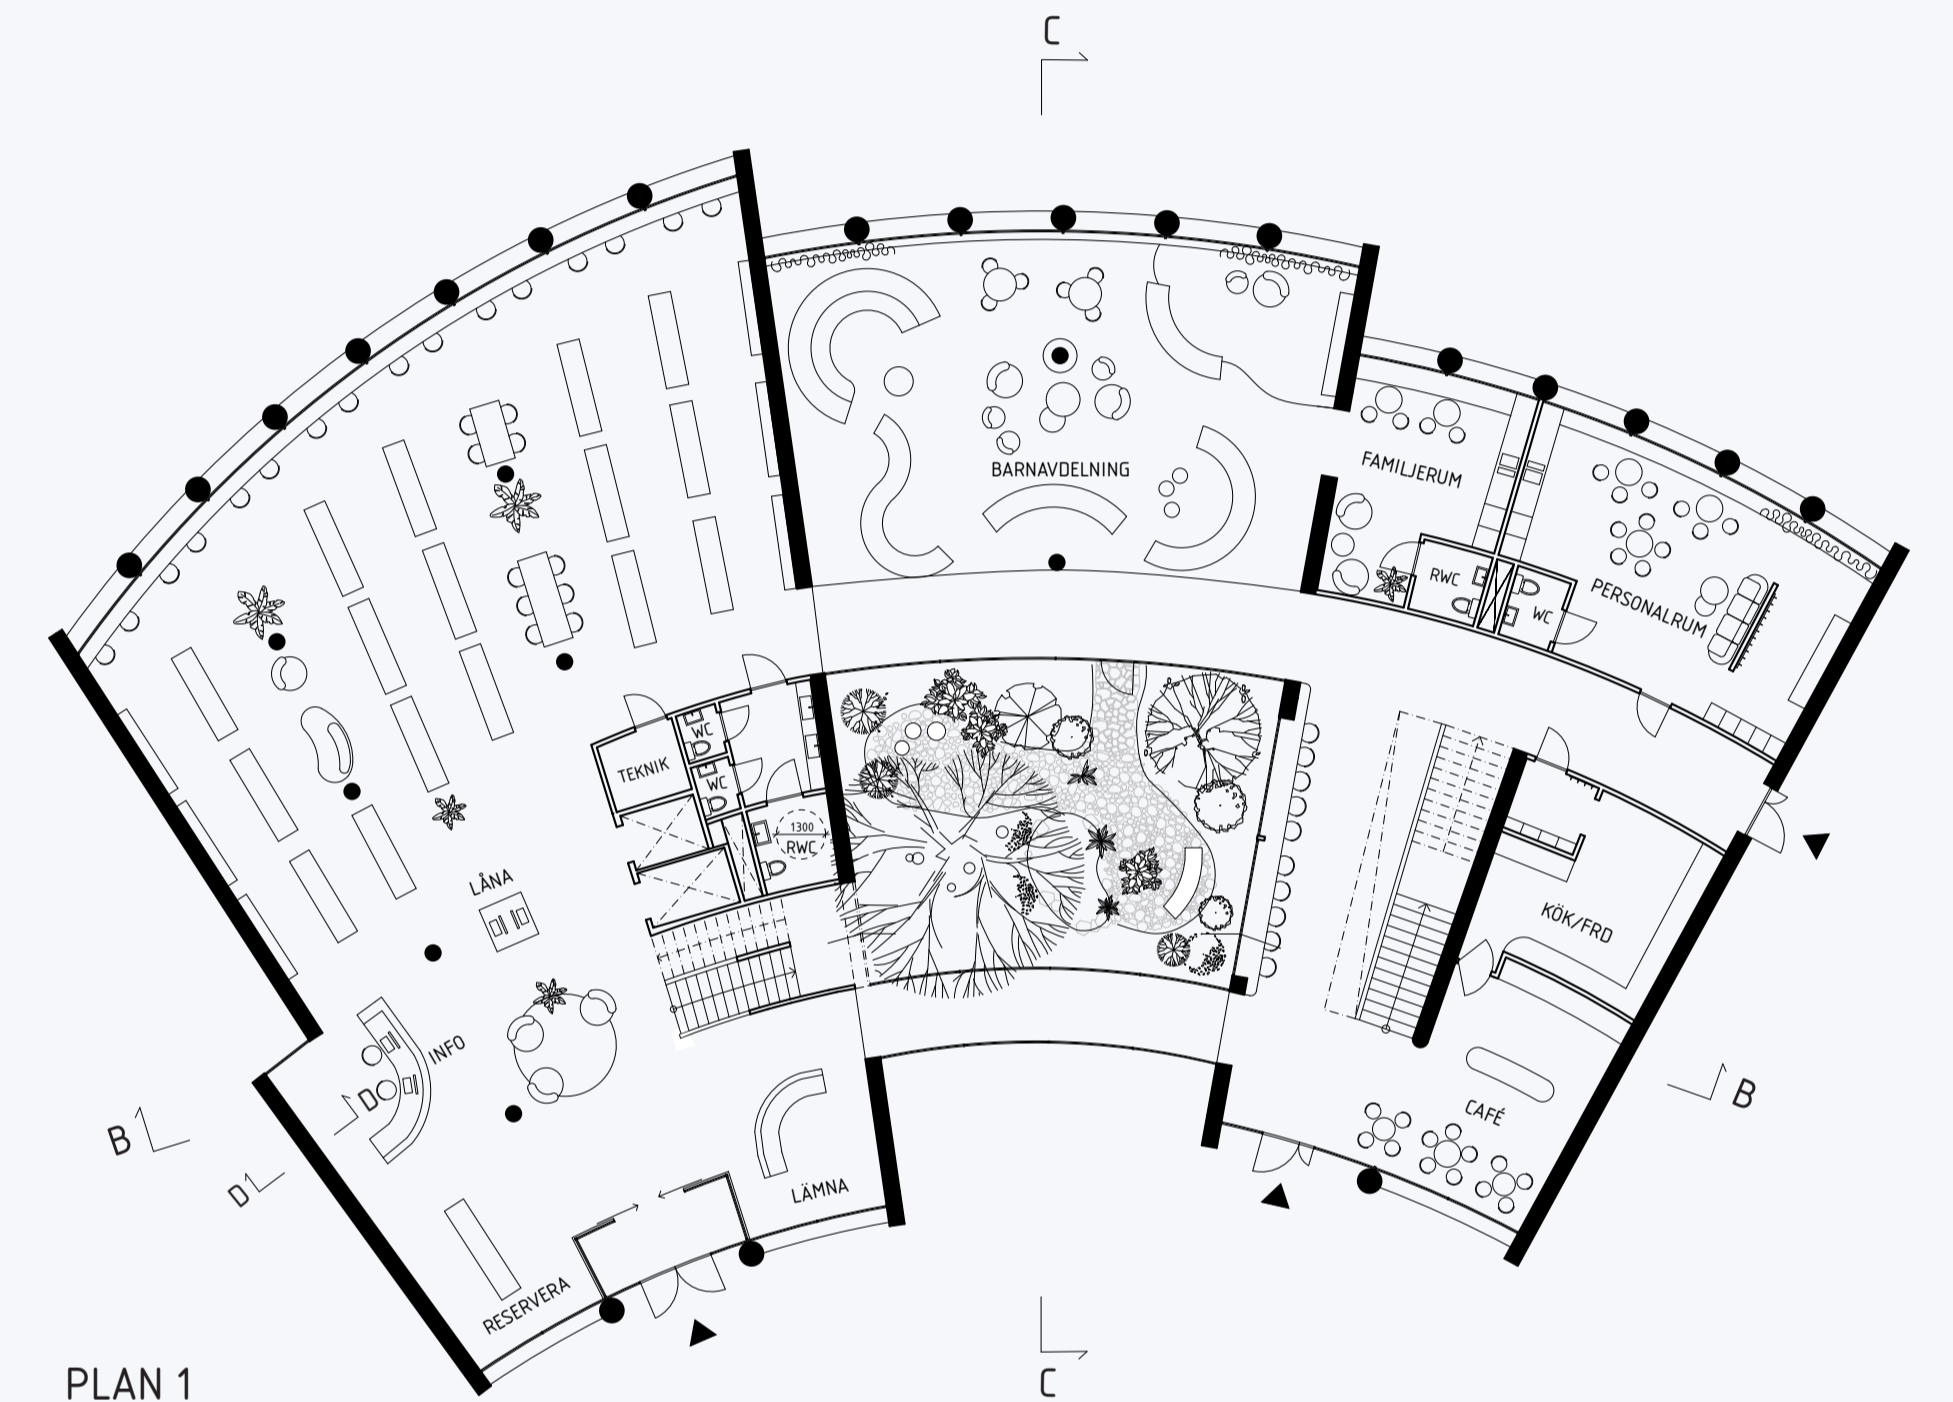 C
BARNAVDELNING
FAMILJERUM
RWC
WC
PERSONALRUM
WC
TEKNIK
WC
1300
RWC
LÅNA
KÖK/FRD
INFO
D
B
D
B
CAFÉ
LÄMNA
RESERVERA
C
PLAN 1